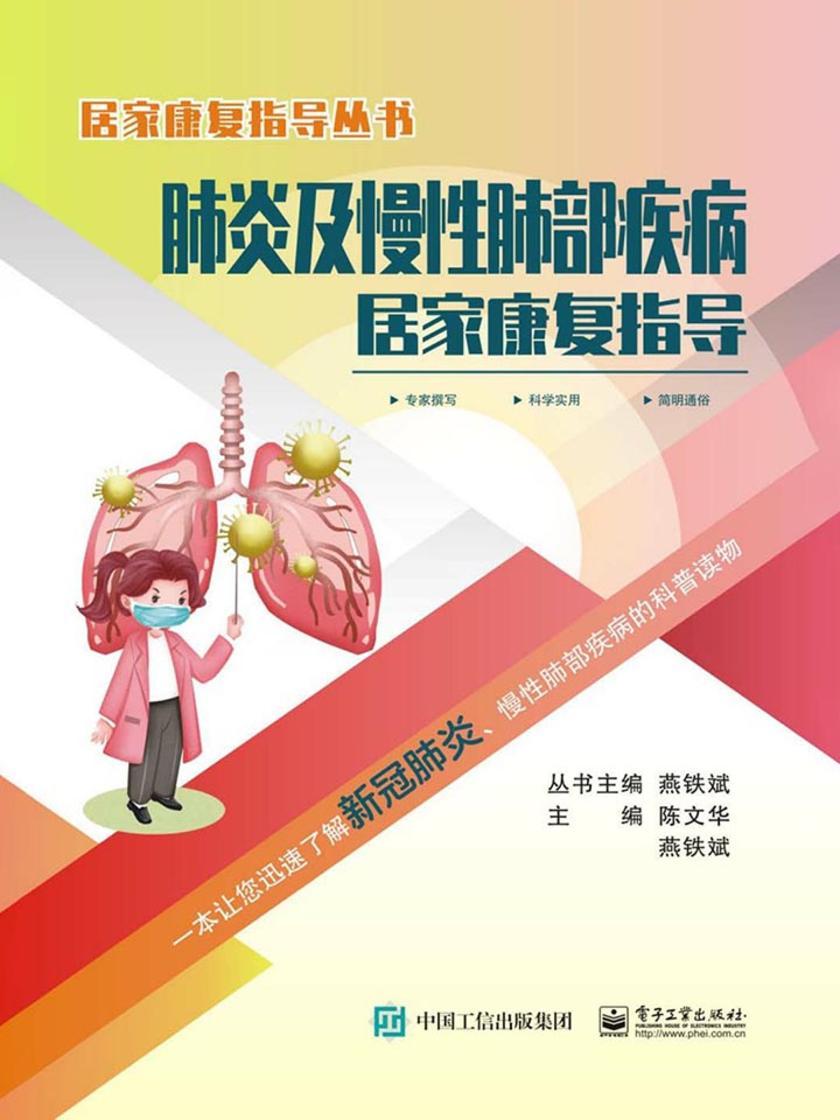 居家康复指导丛书
肺炎及慢性肺部疾病
居家康复指导
▶ 专家撰写 ▶ 科学实用 ▶ 简明通俗
一本让您迅速了解新冠肺炎、慢性肺部疾病的科普读物
丛书主编 燕铁斌
主 编 陈文华
燕铁斌
中国工信出版集团 电子工业出版社
PUBLISHING HOUSE OF ELECTRONICS INDUSTRY
http://www.phei.com.cn